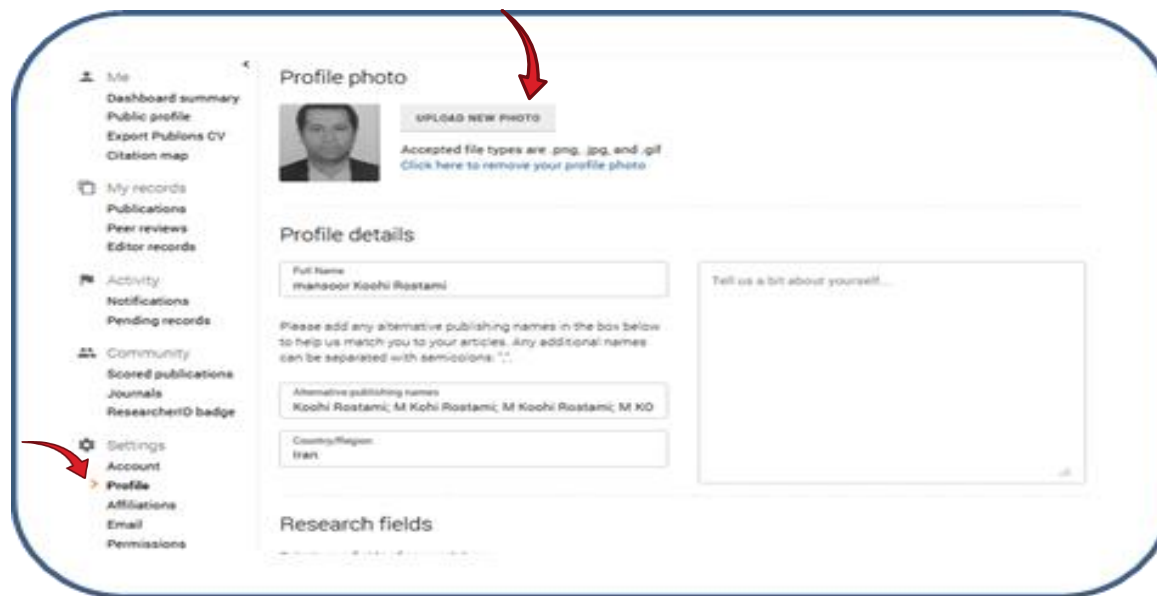 Me
Dashboard summary
Public profile
Export Publons CV
Citation map
My records
Publications
Peer reviews
Editor records
Activity
Notifications
Pending records
Community
Scored publications
Journals
ResearcherID badge
Settings
Account
Profile
Affiliations
Email
Permissions
Profile photo
UPLOAD NEW PHOTO
Accepted file types are .png, .jpg, and .gif
Click here to remove your profile photo
Profile details
Full Name
mansoor Koohi Rostami
Please add any alternative publishing names in the box below
to help us match you to your articles. Any additional names
can be separated with semicolons: ";".
Alternative publishing names
Koohi Rostami; M Kohi Rostami; M Koohi Rostami; M KO
Country/Region
Iran
Tell us a bit about yourself...
Research fields